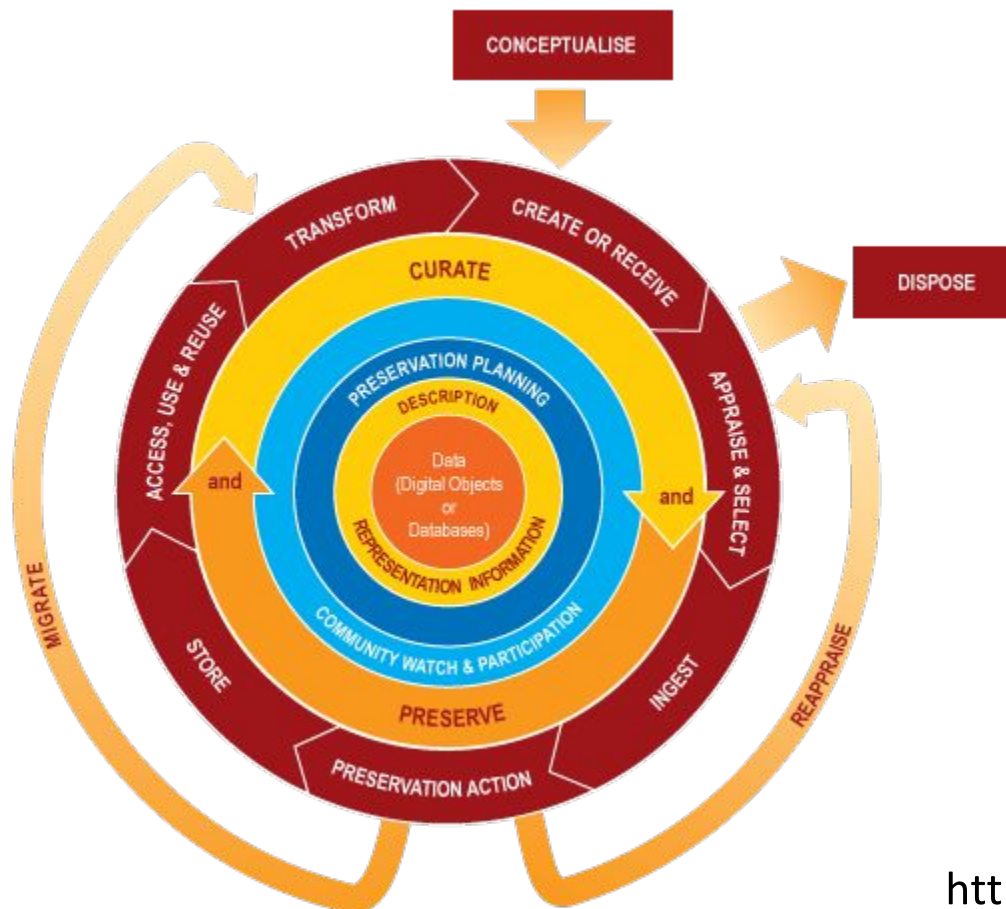 CONCEPTUALISE
CREATE OR RECEIVE
DISPOSE
APPRAISE & SELECT
INGEST
PRESERVATION ACTION
STORE
ACCESS, USE & REUSE
TRANSFORM
MIGRATE
REAPPRAISE
CURATE
and
PRESERVE
and
COMMUNITY WATCH & PARTICIPATION
PRESERVATION PLANNING
DESCRIPTION
REPRESENTATION INFORMATION
Data
(Digital Objects
or
Databases)
htt